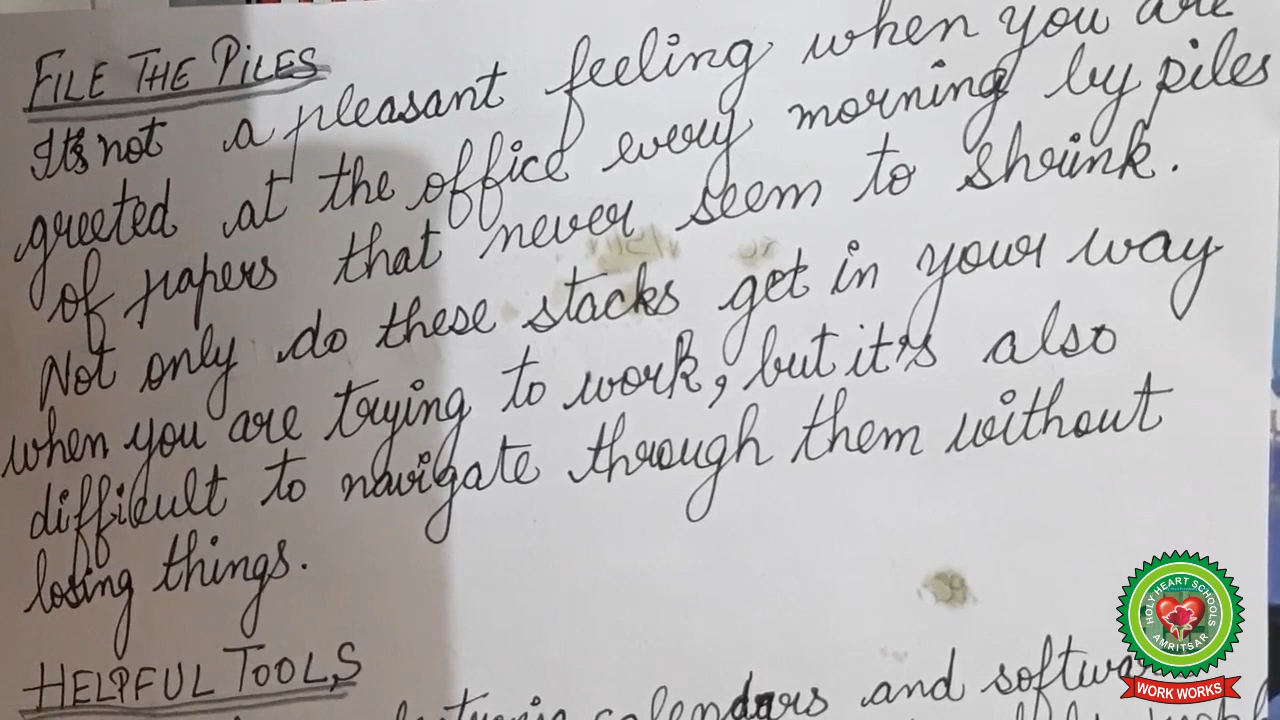 FILE THE PILES
It's not a pleasant feeling when you are
greeted at the office every morning by piles
of papers that never seem to shrink.
Not only do these stacks get in your way
when you are trying to work, but it's also
difficult to navigate through them without
losing things.
HELPFUL TOOLS
calendars and software
HOLY HEART SCHOOLS
AMRITSAR
WORK WORKS